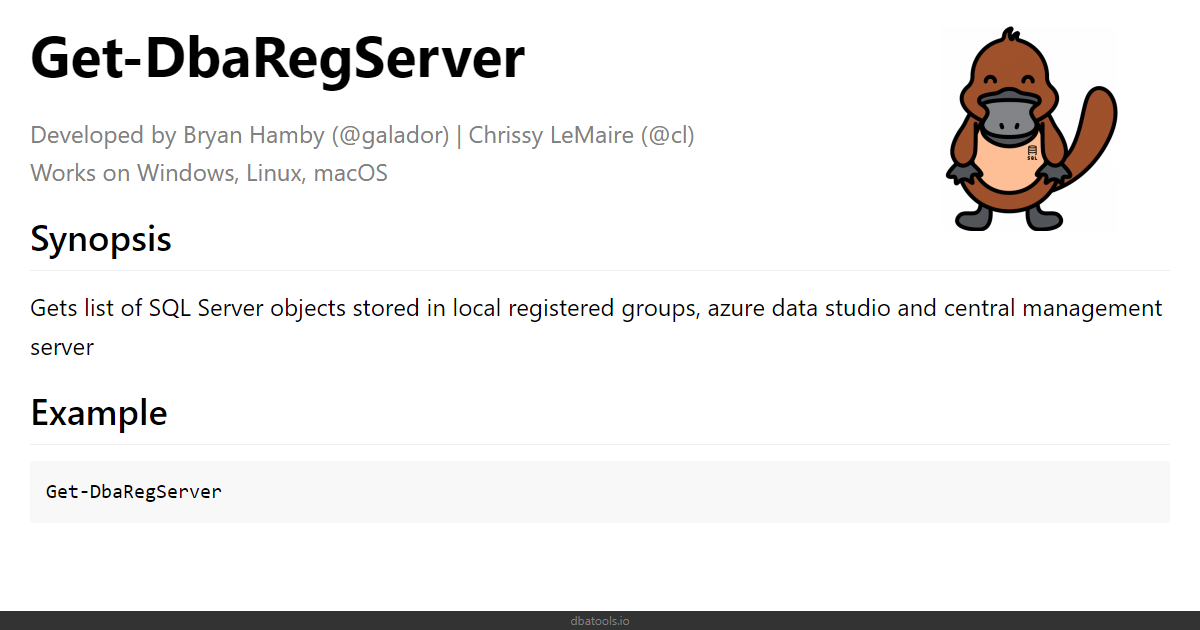 Get-DbaRegServer
Developed by Bryan Hamby (@galador) | Chrissy LeMaire (@cl)
Works on Windows, Linux, macOS
SQL
Synopsis
Gets list of SQL Server objects stored in local registered groups, azure data studio and central management
server
Example
Get-DbaRegServer
dbatools.io